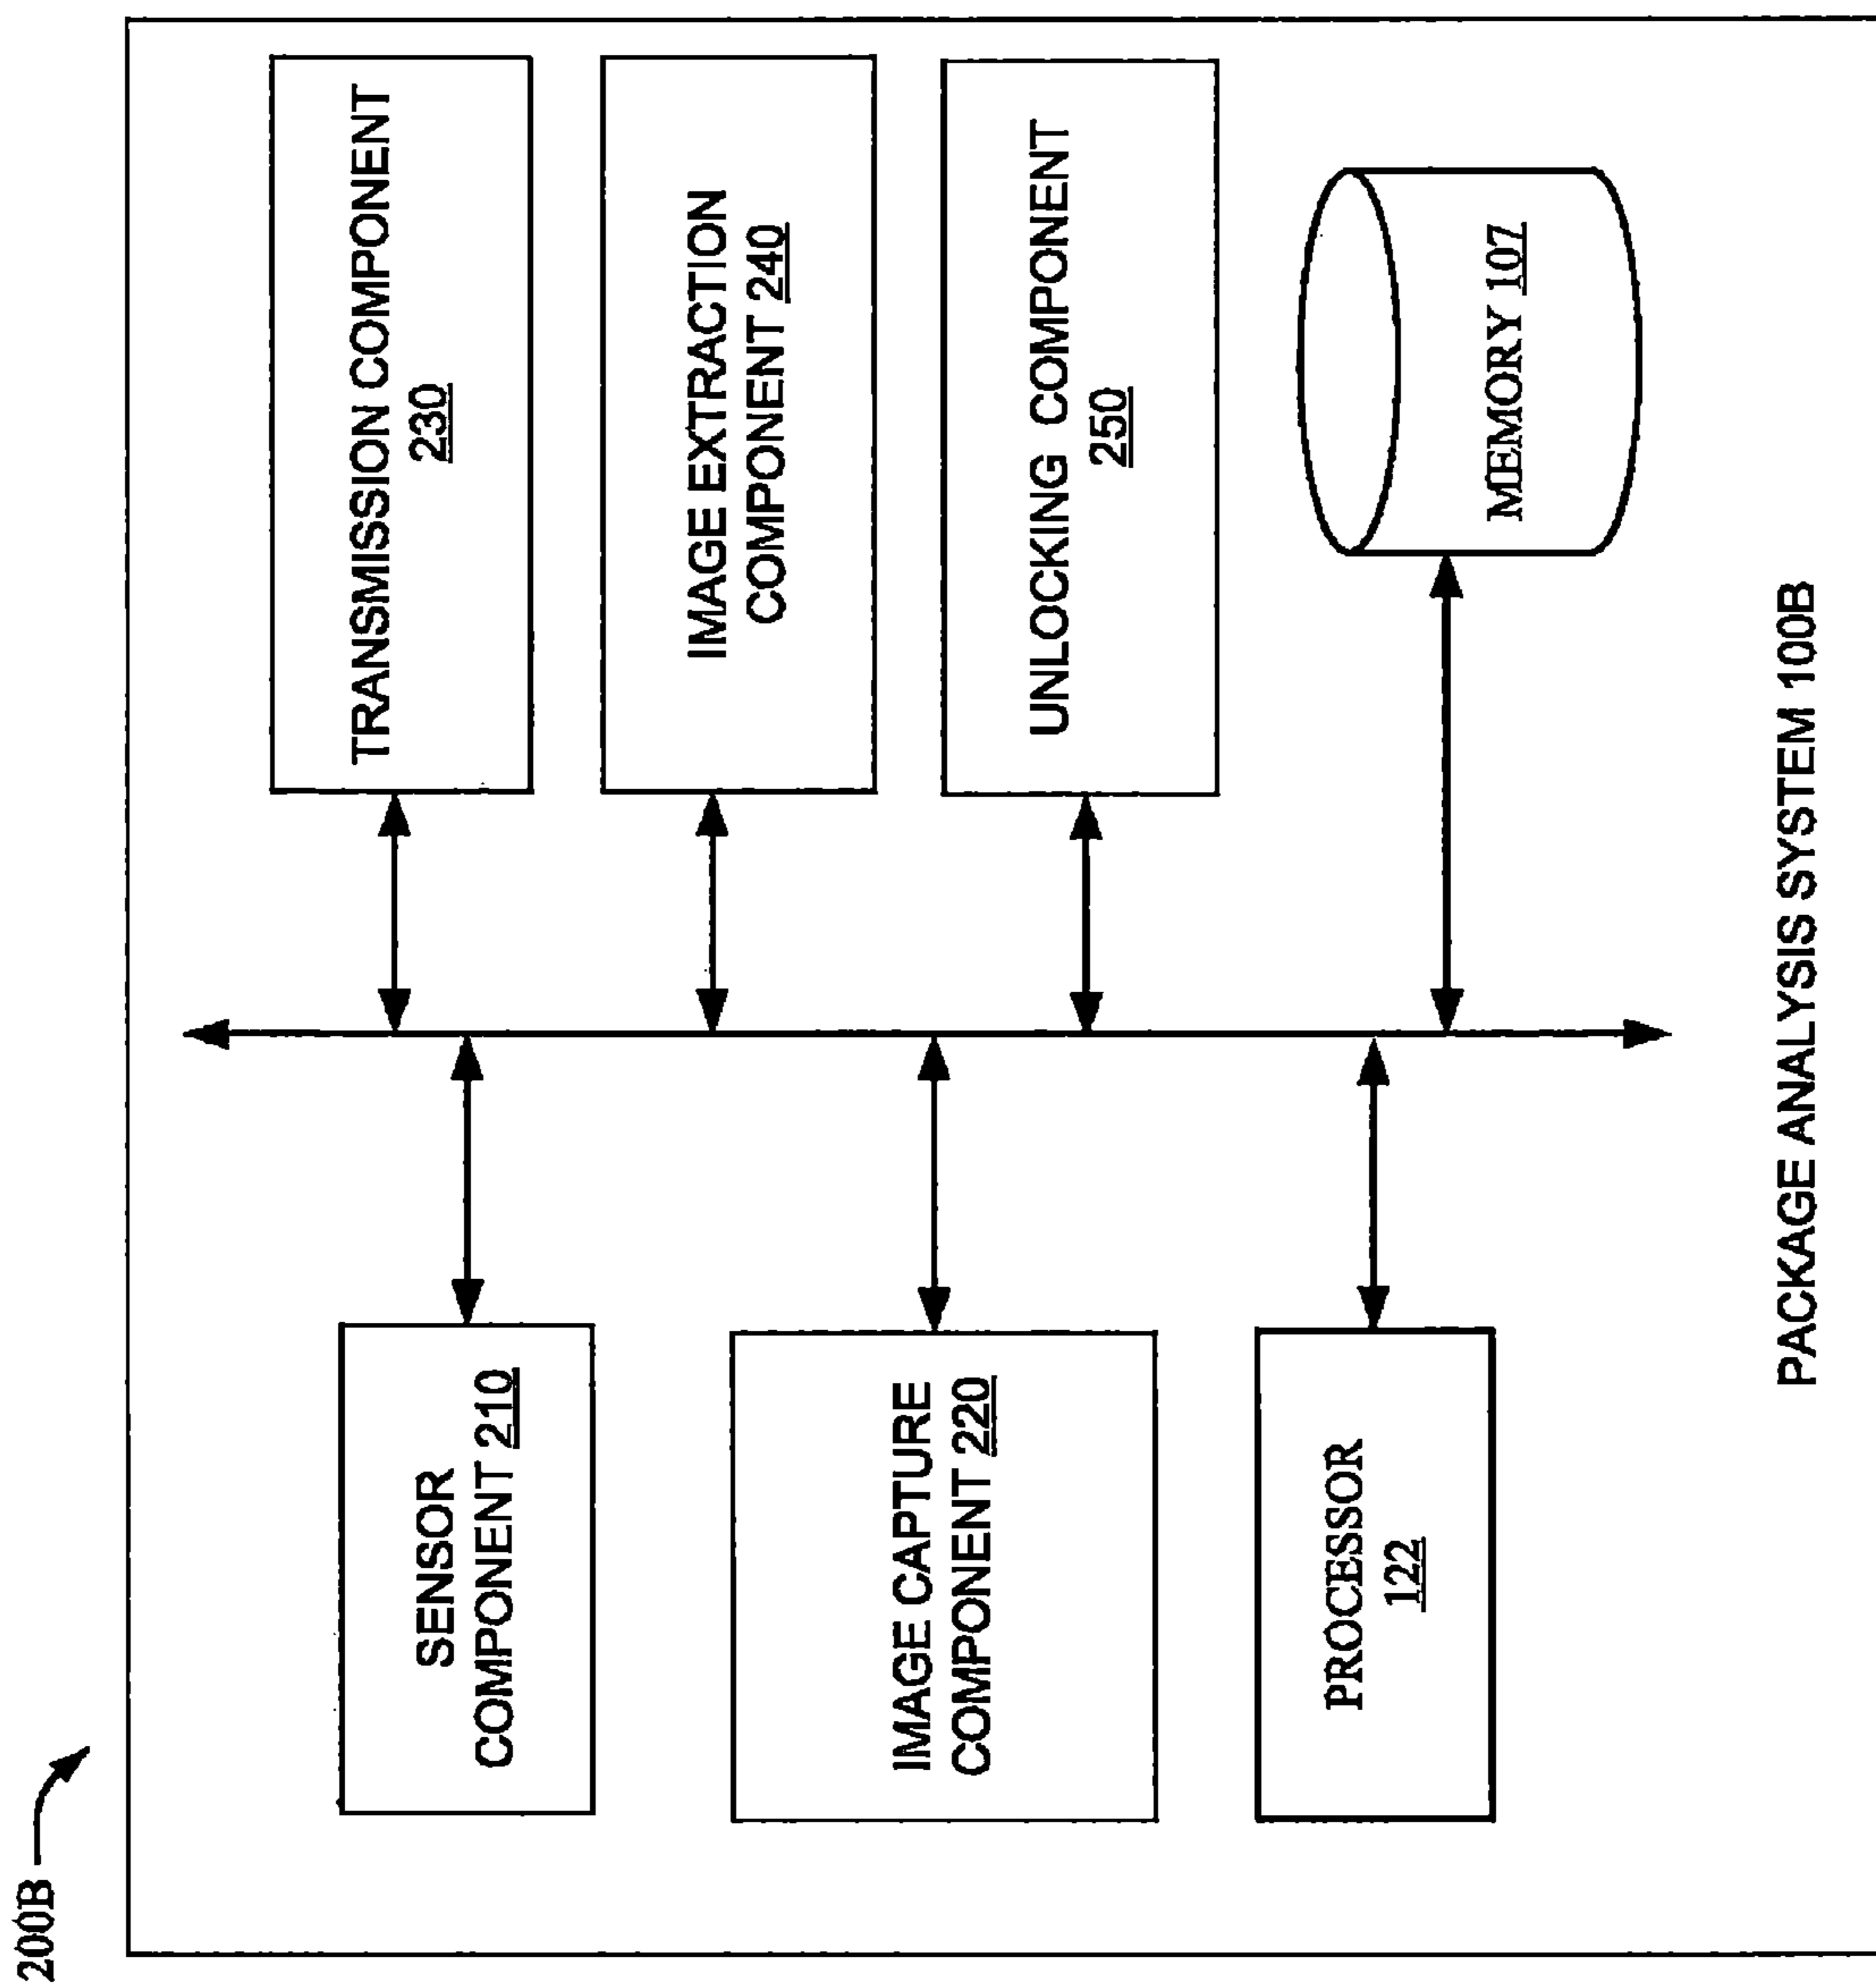 200B
SENSOR
COMPONENT 210
TRANSMISSION COMPONENT
230
IMAGE EXTRACTION
COMPONENT 240
IMAGE CAPTURE
COMPONENT 220
UNLOCKING COMPONENT
250
PROCESSOR
122
MEMORY 107
PACKAGE ANALYSIS SYSTEM 100B